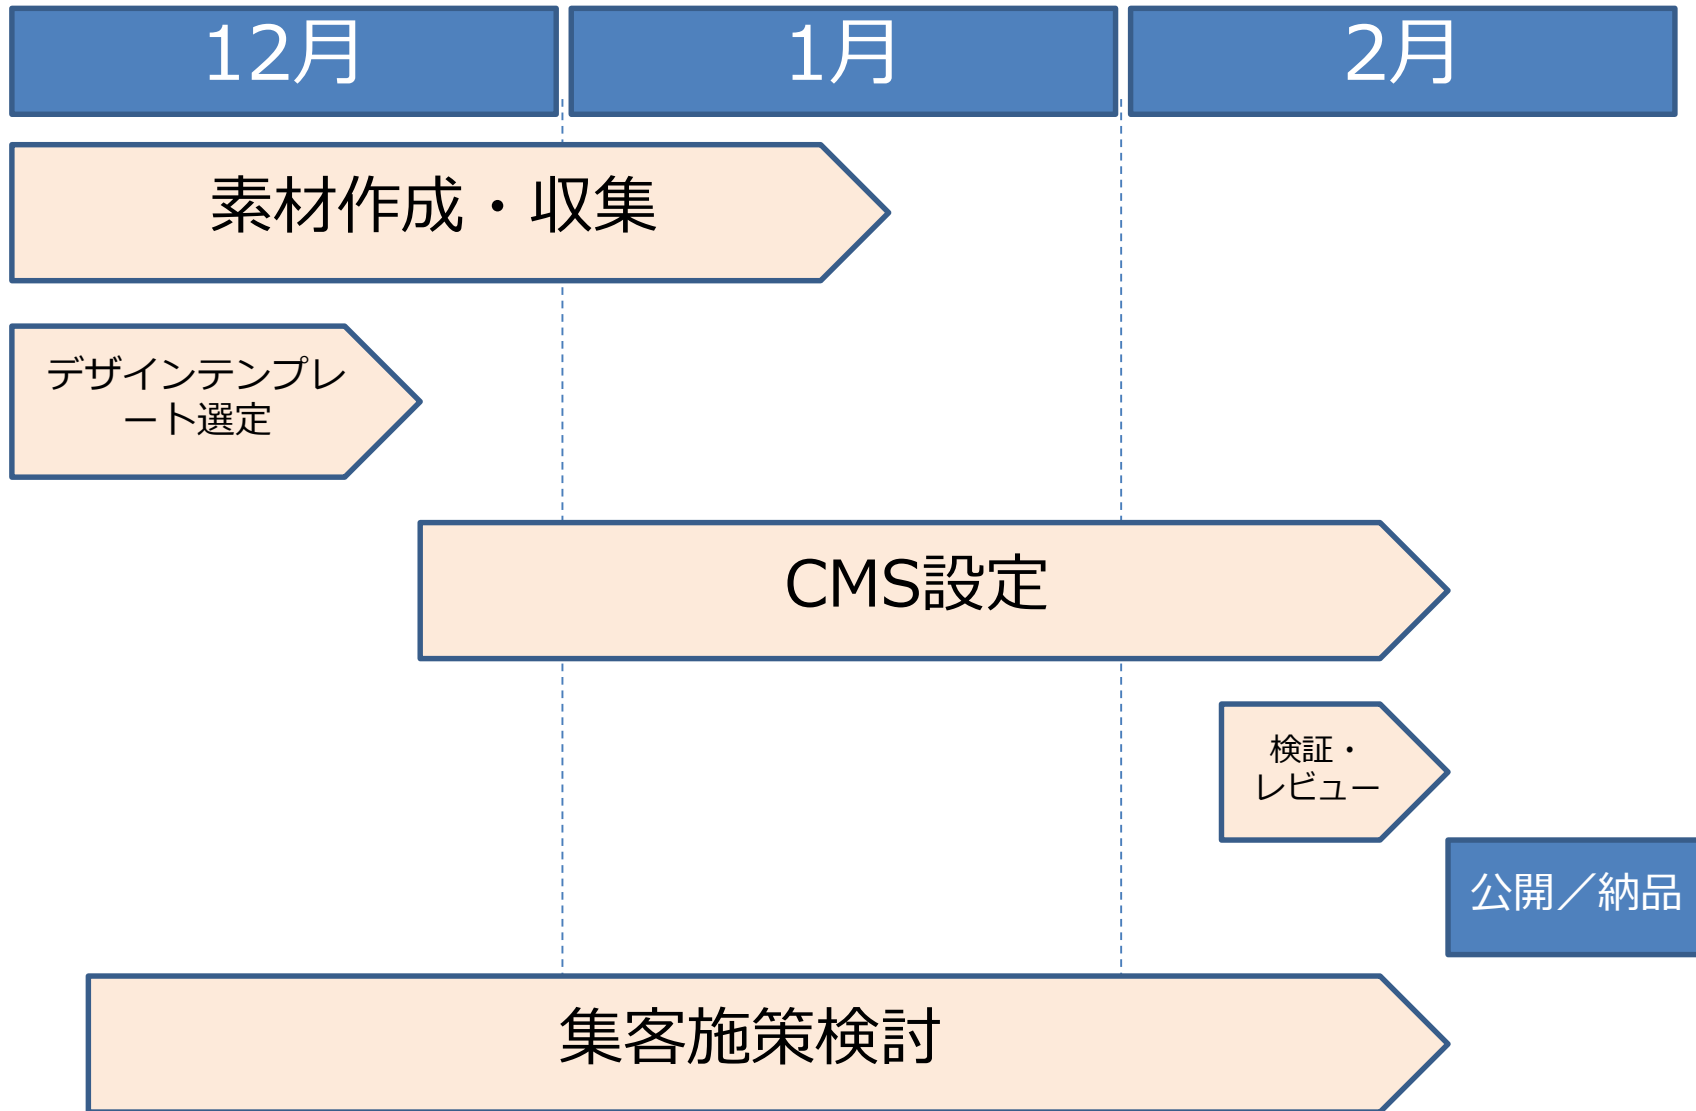 12月
1月
2月
素材作成・収集
デザインテンプレ
ート選定
CMS設定
検証・
レビュー
公開／納品
集客施策検討